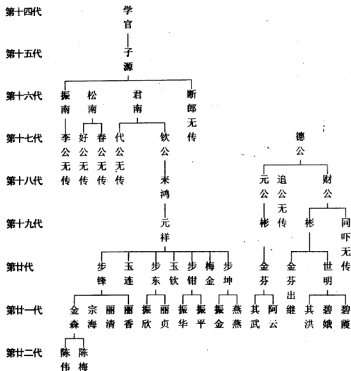 第十四代 学官
第十五代 子源
第十六代 振南 松南 君南 断郎无传
第十七代 李公无传 好公无传 春公无传 代公无传 钦公 德公
第十八代 来鸿 元公 追公无传 财公
第十九代 元祥 彬 彬 同吓无传
第廿代 步锋 玉连 步东 玉钦 步钳 梅金 步坤 金芬 金芬出继 世明
第廿一代 金森 宗海 丽清 丽香 振欣 丽贞 振华 振平 振金 燕燕 其武 阿云 其洪 碧娥 碧霞
第廿二代 陈伟 陈梅